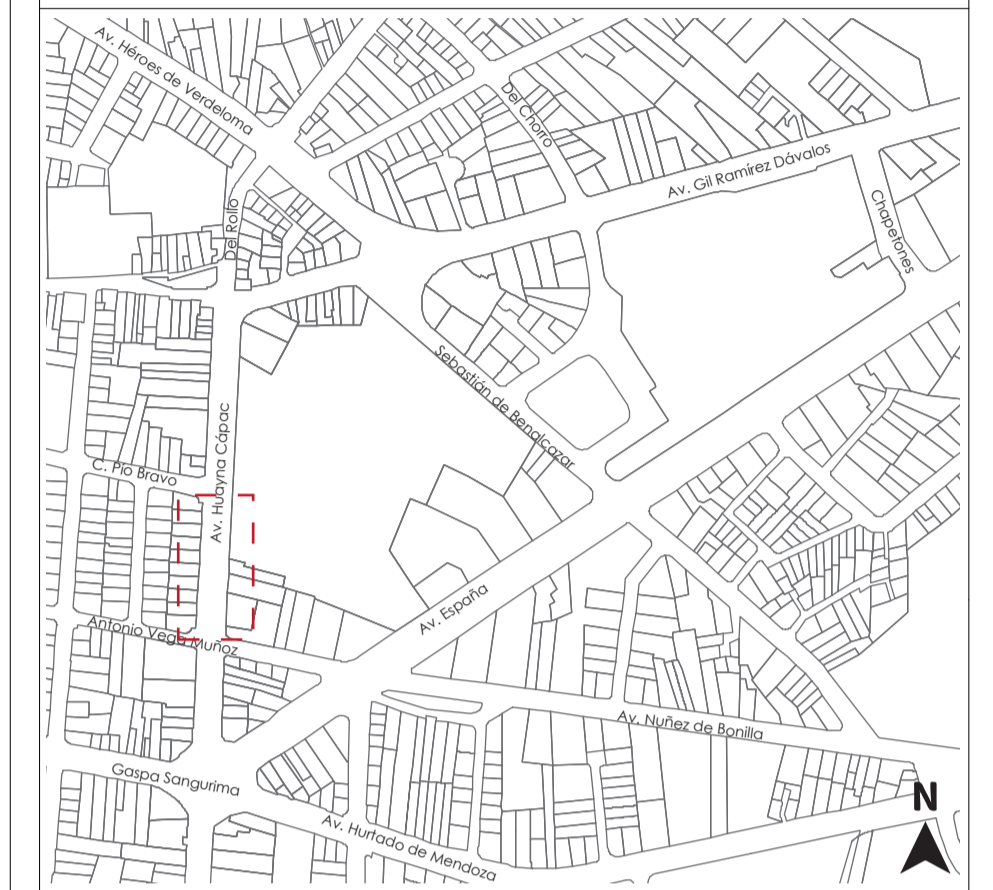 Av. Héroes de Verdeloma
Del Chorro
Av. Gil Ramírez Dávalos
Del Rollo
Chapetones
Sebastián de Benalcazar
Av. Huayna Cápac
C. Pio Bravo
Av. España
Antonio Vega Muñoz
Av. Nuñez de Bonilla
Gaspa Sangurima
N
Av. Hurtado de Mendoza